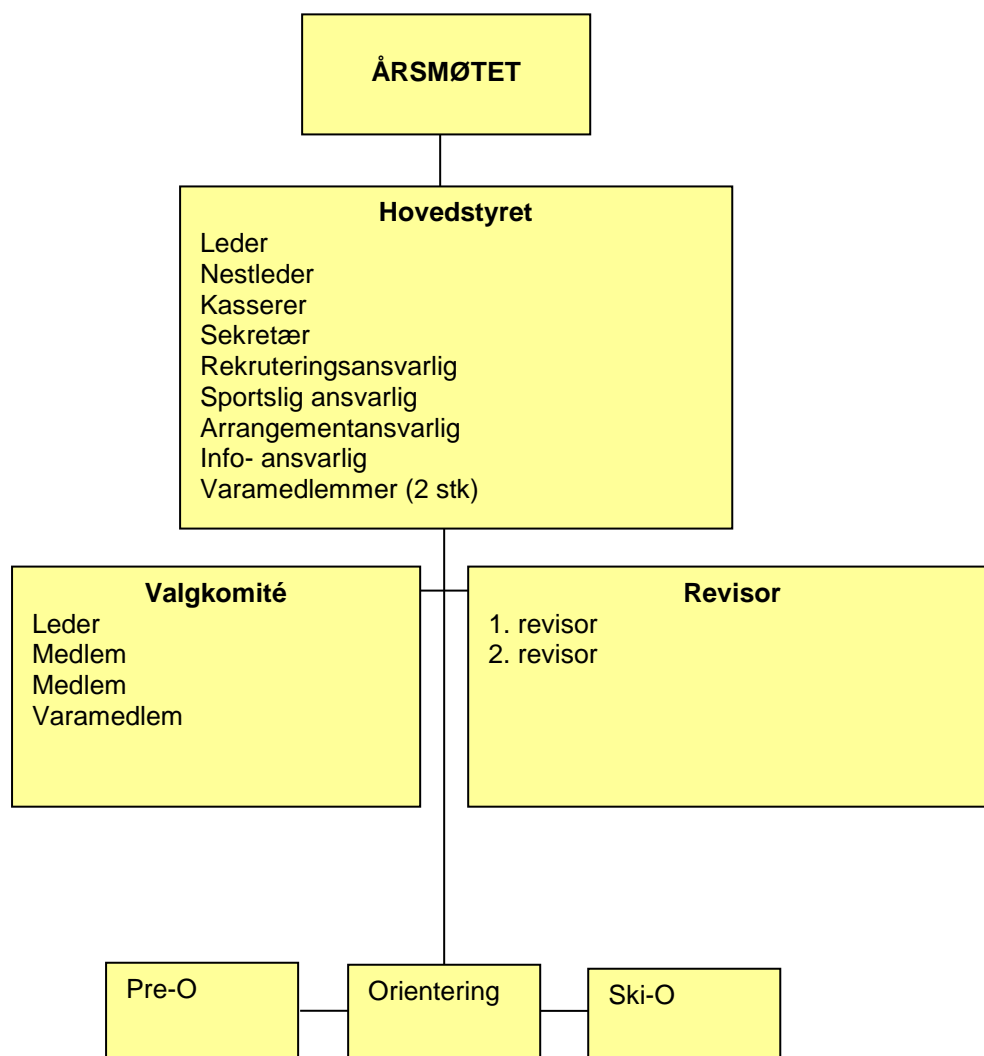 ÅRSMØTET
Hovedstyret
Leder
Nestleder
Kasserer
Sekretær
Rekruteringsansvarlig
Sportslig ansvarlig
Arrangementansvarlig
Info- ansvarlig
Varamedlemmer (2 stk)
Valgkomité
Leder
Medlem
Medlem
Varamedlem
Revisor
1. revisor
2. revisor
Pre-O
Orientering
Ski-O